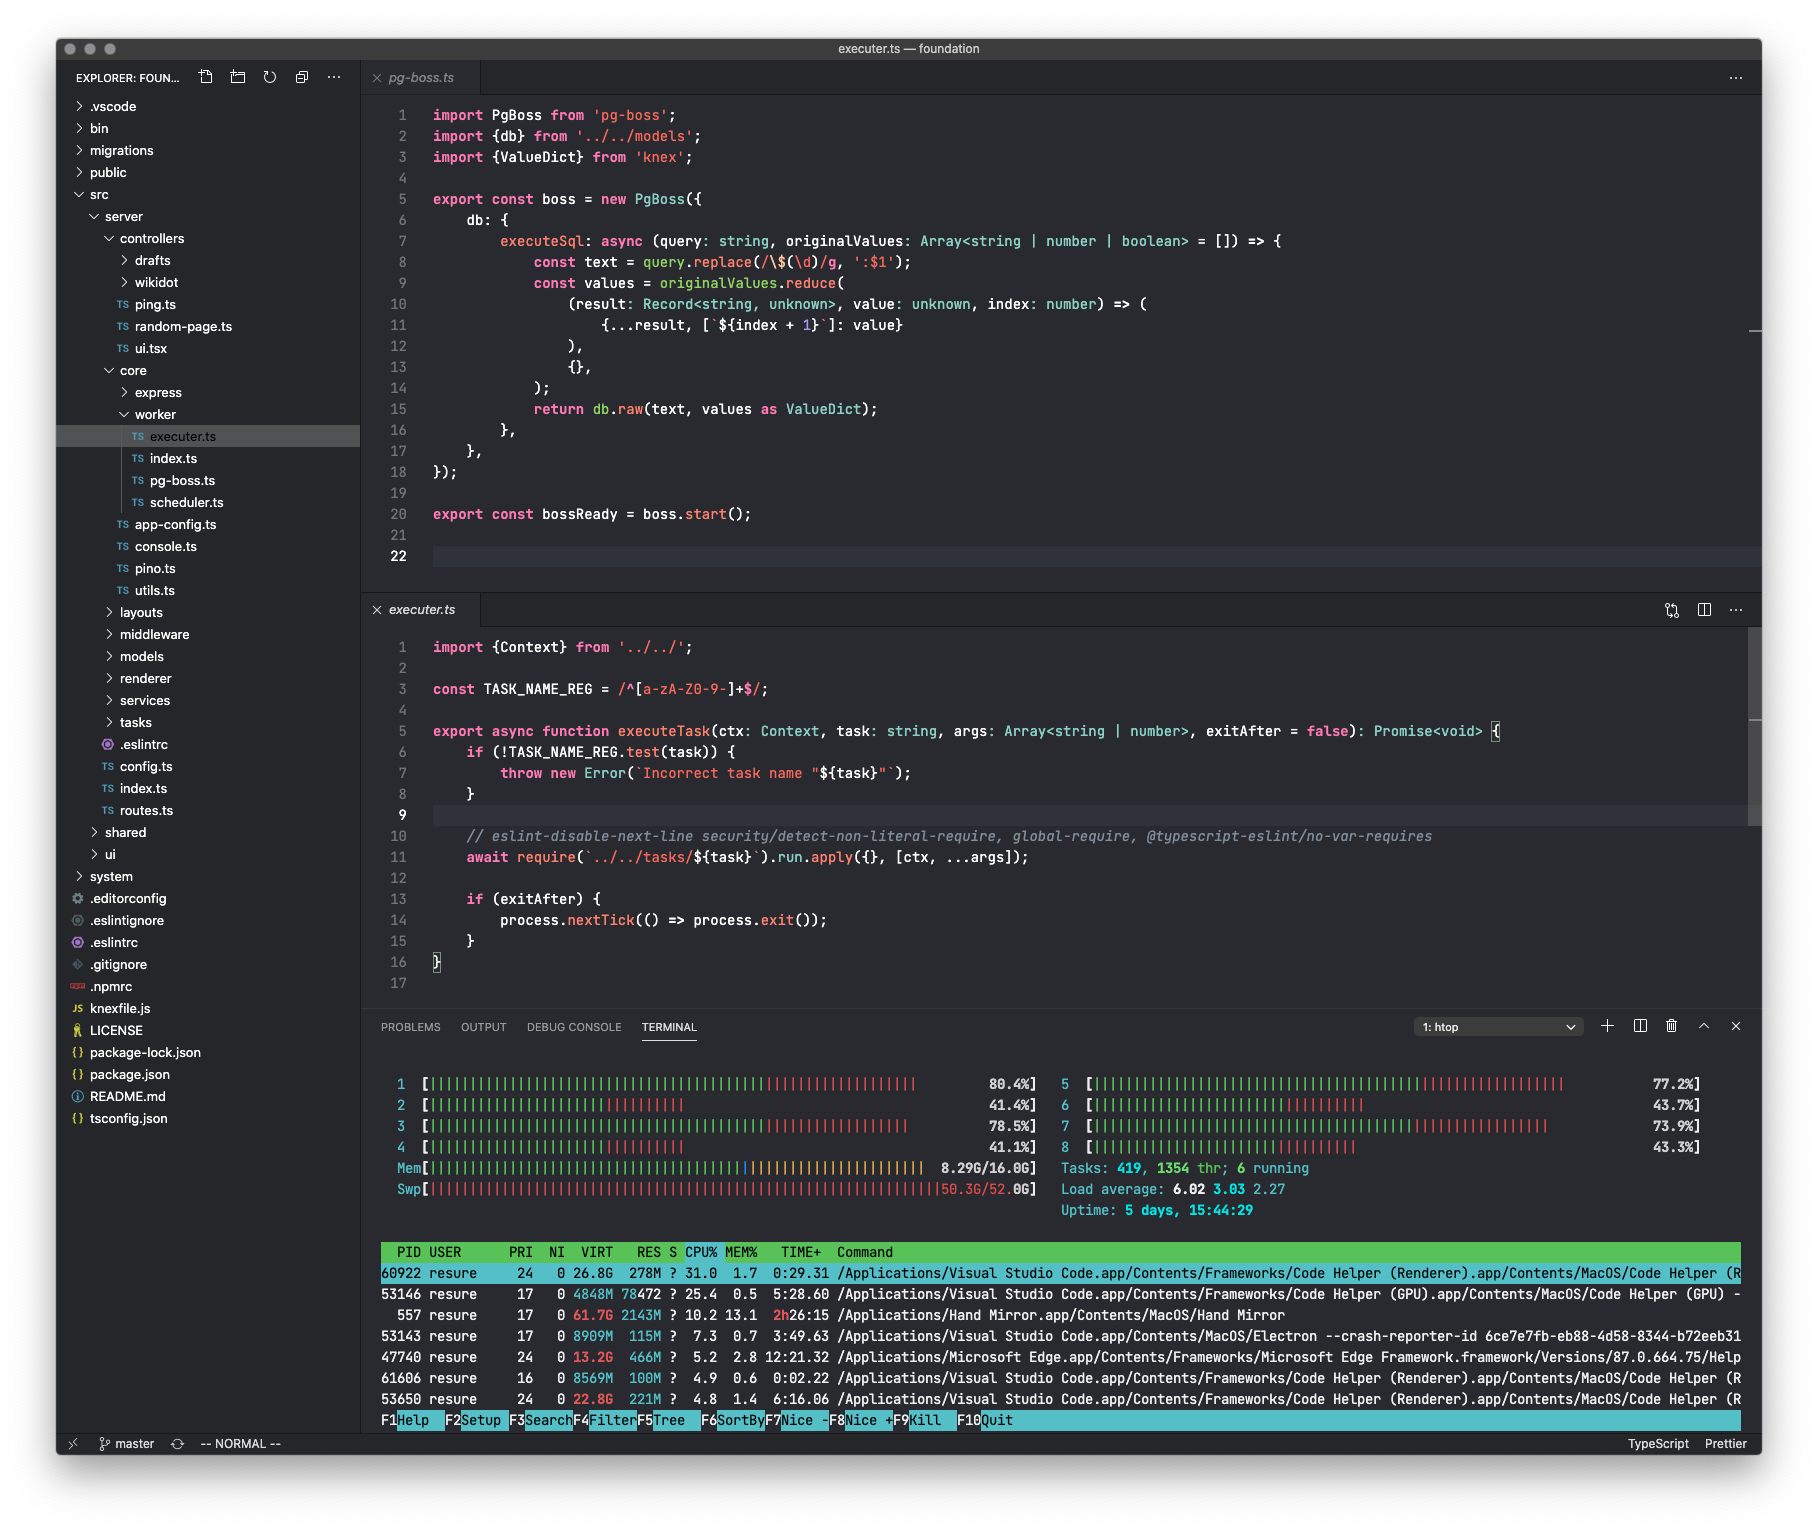 executer.ts — foundation
EXPLORER: FOUN...
.vscode
bin
migrations
public
src
server
controllers
drafts
wikidot
TS ping.ts
TS random-page.ts
TS ui.tsx
core
express
worker
TS executer.ts
TS index.ts
TS pg-boss.ts
TS scheduler.ts
TS app-config.ts
TS console.ts
TS pino.ts
TS utils.ts
layouts
middleware
models
renderer
services
tasks
.eslintrc
TS config.ts
TS index.ts
TS routes.ts
shared
ui
system
.editorconfig
.eslintignore
.eslintrc
.gitignore
.npmrc
JS knexfile.js
LICENSE
{} package-lock.json
{} package.json
README.md
{} tsconfig.json
pg-boss.ts
1 import PgBoss from 'pg-boss';
2 import {db} from '../../models';
3 import {ValueDict} from 'knex';
4
5 export const boss = new PgBoss({
6 db: {
7 executeSql: async (query: string, originalValues: Array<string | number | boolean> = []) => {
8 const text = query.replace(/\$(\d)/g, ':$1');
9 const values = originalValues.reduce(
10 (result: Record<string, unknown>, value: unknown, index: number) => (
11 {...result, [`${index + 1}`]: value}
12 ),
13 {},
14 );
15 return db.raw(text, values as ValueDict);
16 },
17 },
18 });
19
20 export const bossReady = boss.start();
21
22
executer.ts
1 import {Context} from '../../';
2
3 const TASK_NAME_REG = /^[a-zA-Z0-9-]+$/;
4
5 export async function executeTask(ctx: Context, task: string, args: Array<string | number>, exitAfter = false): Promise<void> {
6 if (!TASK_NAME_REG.test(task)) {
7 throw new Error(`Incorrect task name "${task}"`);
8 }
9
10 // eslint-disable-next-line security/detect-non-literal-require, global-require, @typescript-eslint/no-var-requires
11 await require(`../../tasks/${task}`).run.apply({}, [ctx, ...args]);
12
13 if (exitAfter) {
14 process.nextTick(() => process.exit());
15 }
16 }
17
PROBLEMS OUTPUT DEBUG CONSOLE TERMINAL 1: htop
1 [ 80.4%] 5 [ 77.2%]
2 [ 41.4%] 6 [ 43.7%]
3 [ 78.5%] 7 [ 73.9%]
4 [ 41.1%] 8 [ 43.3%]
Mem[ 8.29G/16.0G] Tasks: 419, 1354 thr; 6 running
Swp[ 50.3G/52.0G] Load average: 6.02 3.03 2.27
Uptime: 5 days, 15:44:29
PID USER PRI NI VIRT RES S CPU% MEM% TIME+ Command
60922 resure 24 0 26.8G 278M ? 31.0 1.7 0:29.31 /Applications/Visual Studio Code.app/Contents/Frameworks/Code Helper (Renderer).app/Contents/MacOS/Code Helper (R
53146 resure 17 0 4848M 78472 ? 25.4 0.5 5:28.60 /Applications/Visual Studio Code.app/Contents/Frameworks/Code Helper (GPU).app/Contents/MacOS/Code Helper (GPU) -
557 resure 17 0 61.7G 2143M ? 10.2 13.1 2h26:15 /Applications/Hand Mirror.app/Contents/MacOS/Hand Mirror
53143 resure 17 0 8909M 115M ? 7.3 0.7 3:49.63 /Applications/Visual Studio Code.app/Contents/MacOS/Electron --crash-reporter-id 6ce7e7fb-eb88-4d58-8344-b72eeb31
47740 resure 24 0 13.2G 466M ? 5.2 2.8 12:21.32 /Applications/Microsoft Edge.app/Contents/Frameworks/Microsoft Edge Framework.framework/Versions/87.0.664.75/Help
61606 resure 16 0 8569M 100M ? 4.9 0.6 0:02.22 /Applications/Visual Studio Code.app/Contents/Frameworks/Code Helper (Renderer).app/Contents/MacOS/Code Helper (R
53650 resure 24 0 22.8G 221M ? 4.8 1.4 6:16.06 /Applications/Visual Studio Code.app/Contents/Frameworks/Code Helper (Renderer).app/Contents/MacOS/Code Helper (R
F1Help F2Setup F3SearchF4FilterF5Tree F6SortByF7Nice -F8Nice +F9Kill F10Quit
master -- NORMAL -- TypeScript Prettier